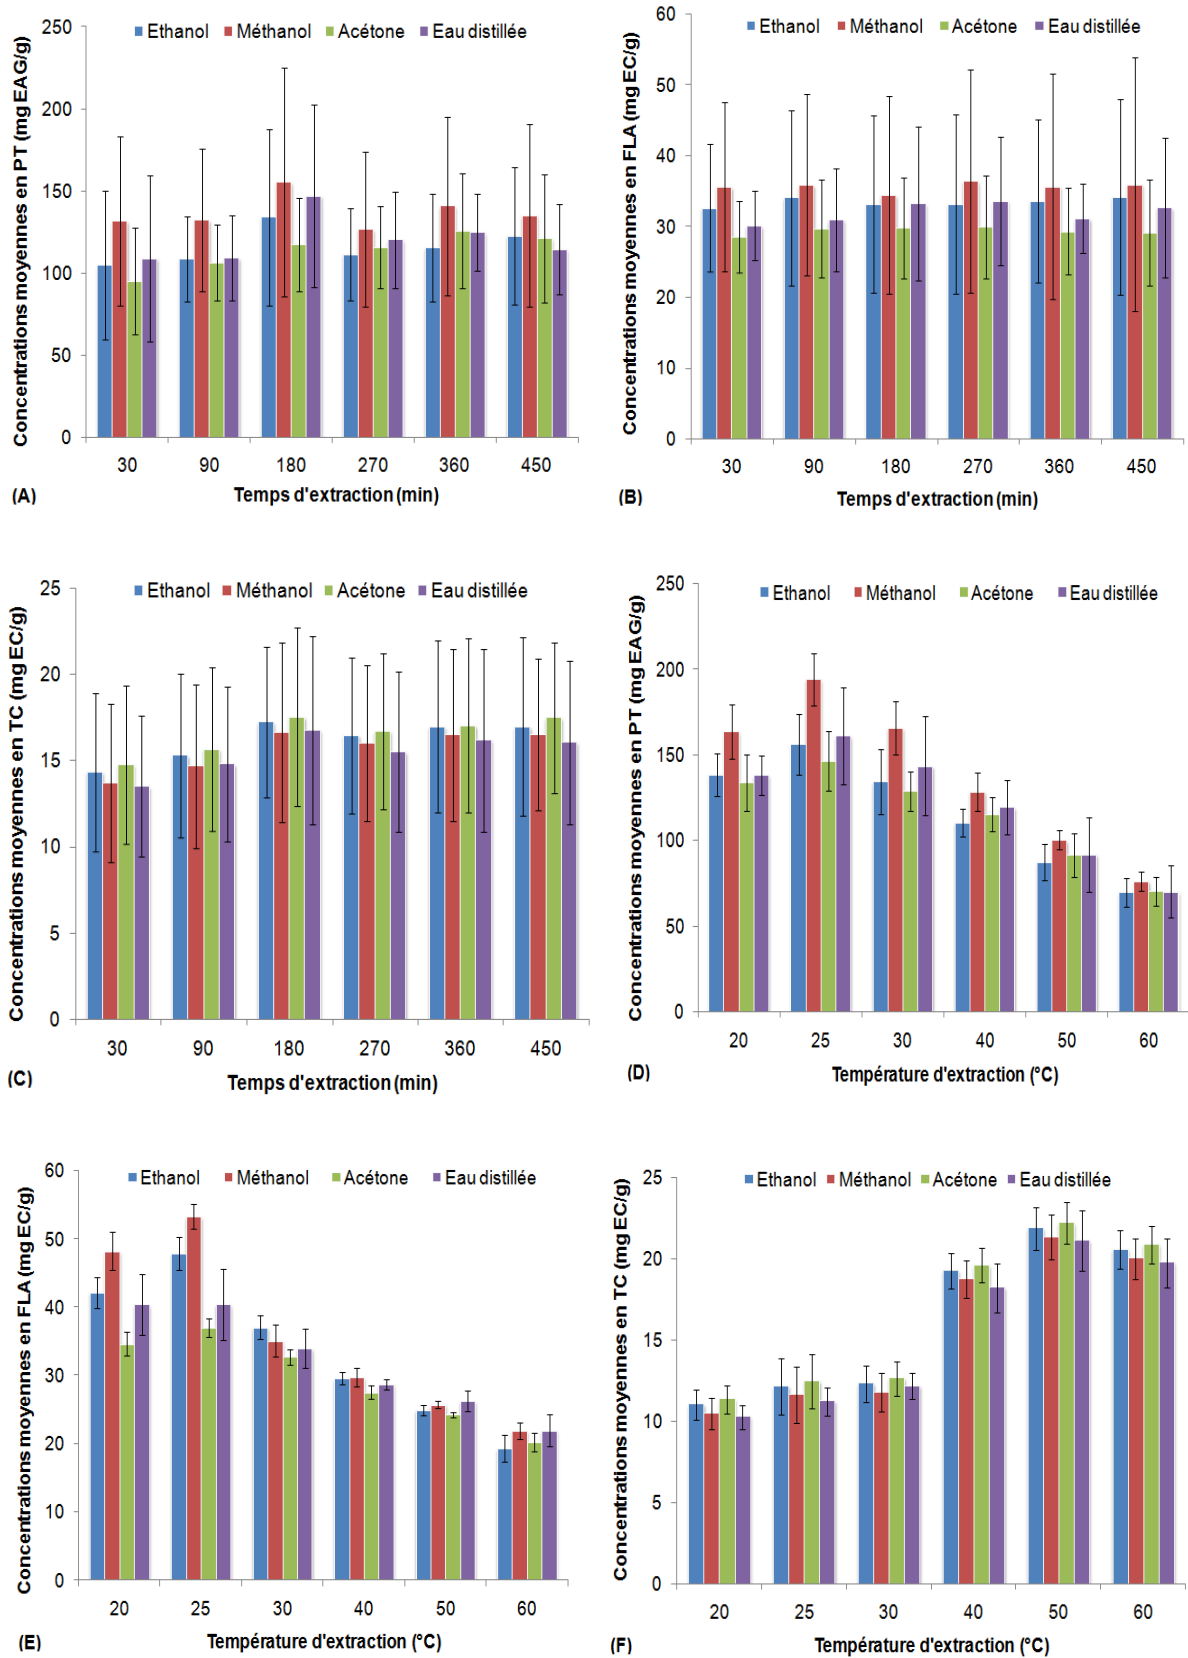 Ethanol Méthanol Acétone Eau distillée
Concentrations moyennes en PT (mg EAG/g)
250
200
150
100
50
0
30 90 180 270 360 450
Temps d'extraction (min)
(A)
Ethanol Méthanol Acétone Eau distillée
Concentrations moyennes en FLA (mg EC/g)
60
50
40
30
20
10
0
30 90 180 270 360 450
Temps d'extraction (min)
(B)
Ethanol Méthanol Acétone Eau distillée
Concentrations moyennes en TC (mg EC/g)
25
20
15
10
5
0
30 90 180 270 360 450
Temps d'extraction (min)
(C)
Ethanol Méthanol Acétone Eau distillée
Concentrations moyennes en PT (mg EAG/g)
250
200
150
100
50
0
20 25 30 40 50 60
Température d'extraction (°C)
(D)
Ethanol Méthanol Acétone Eau distillée
Concentrations moyennes en FLA (mg EC/g)
60
50
40
30
20
10
0
20 25 30 40 50 60
Température d'extraction (°C)
(E)
Ethanol Méthanol Acétone Eau distillée
Concentrations moyennes en TC (mg EC/g)
25
20
15
10
5
0
20 25 30 40 50 60
Température d'extraction (°C)
(F)